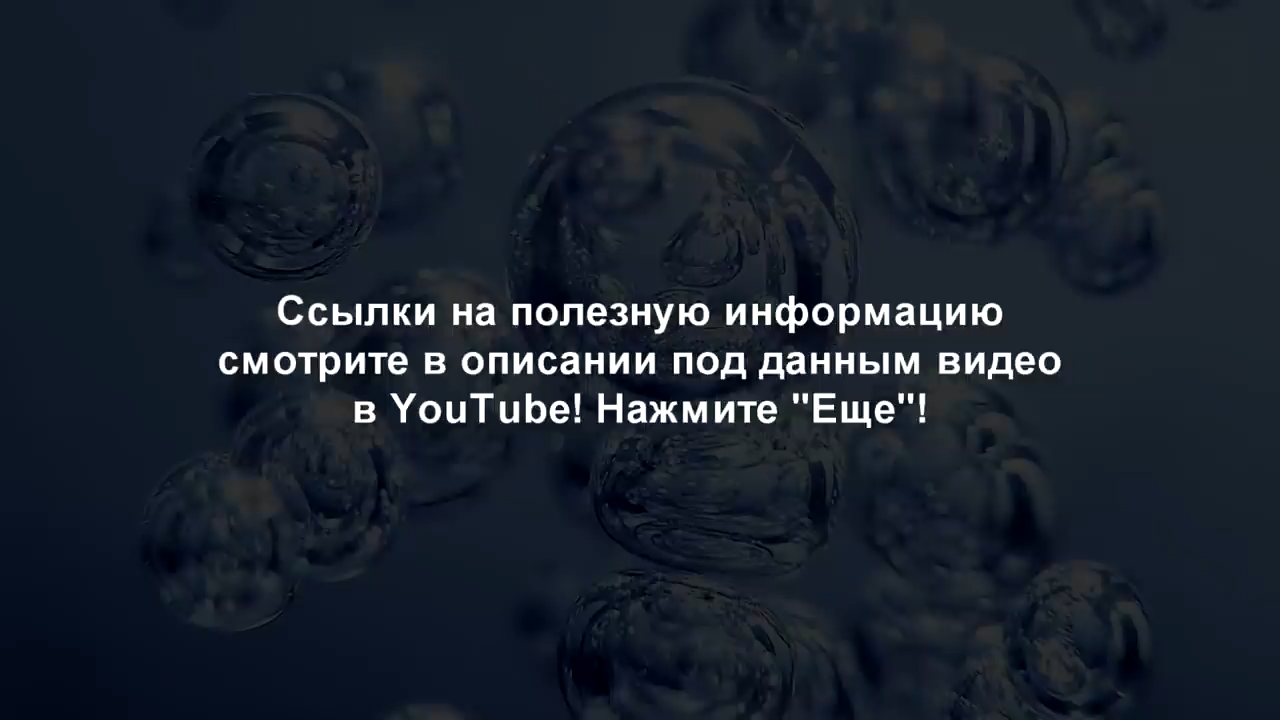 Ссылки на полезную информацию
смотрите в описании под данным видео
в YouTube! Нажмите "Еще"!